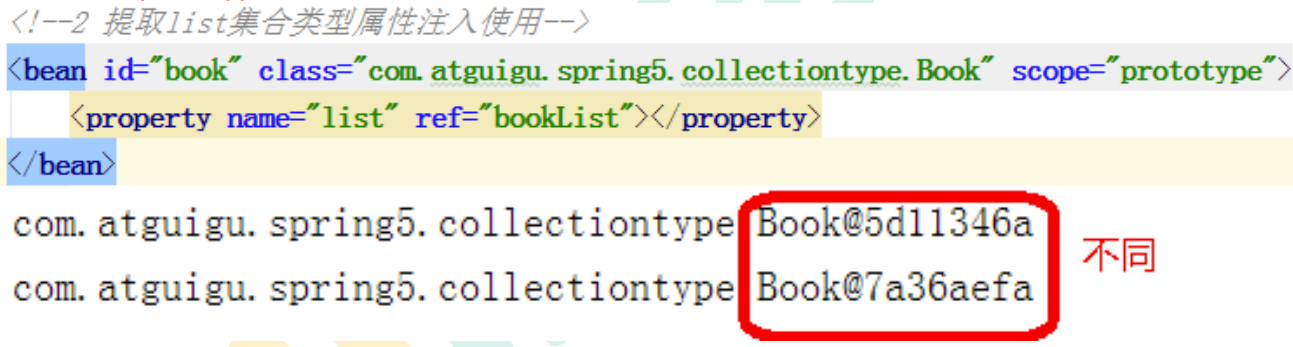 <!--2 提取list集合类型属性注入使用-->
<bean id="book" class="com.atguigu.spring5.collectiontype.Book" scope="prototype">
<property name="list" ref="bookList"></property>
</bean>
com.atguigu.spring5.collectiontype Book@5d11346a
com.atguigu.spring5.collectiontype Book@7a36aefa
不同